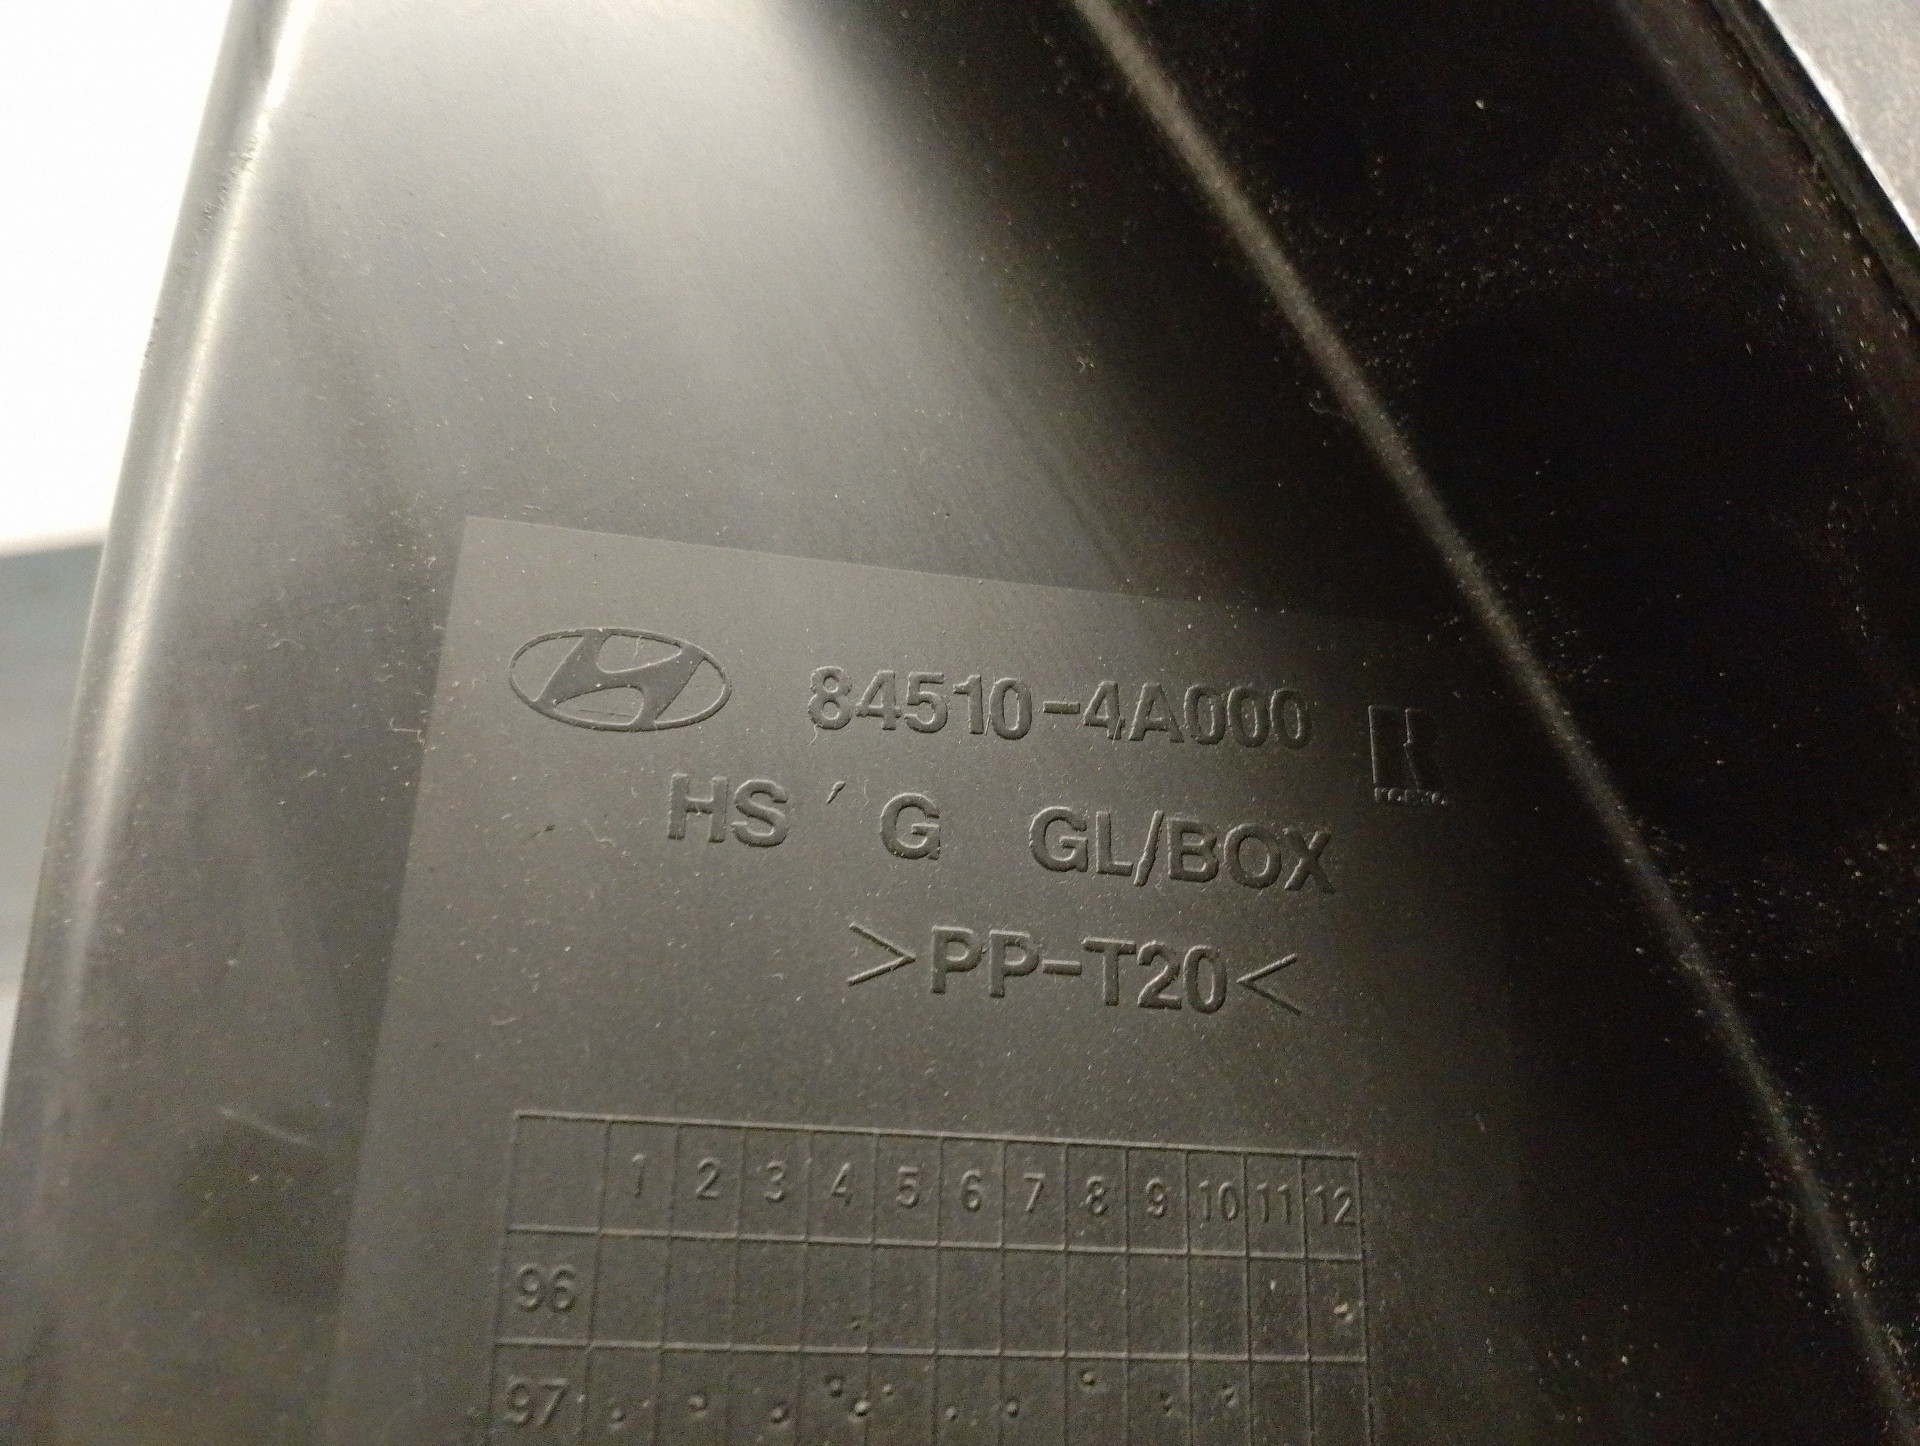 84510-4A000
HS'G GL/BOX
>PP-T20<
1 2 3 4 5 6 7 8 9 10 11 12
96
97